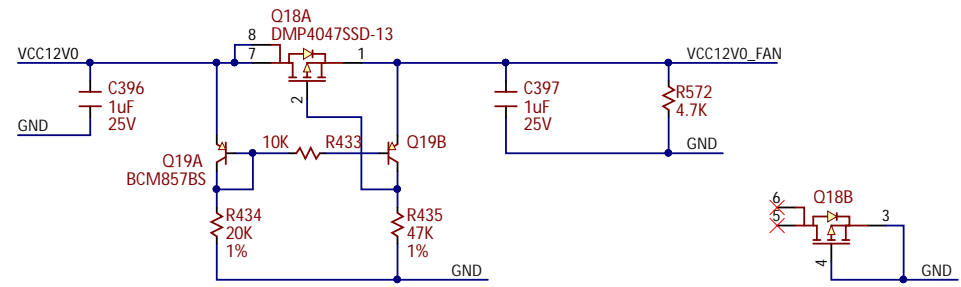 Q18A
DMP4047SSD-13
8
7
1
2
VCC12V0
VCC12V0_FAN
C396
1uF
25V
GND
C397
1uF
25V
R572
4.7K
GND
10K
R433
Q19A
BCM857BS
Q19B
R434
20K
1%
R435
47K
1%
GND
6
5
Q18B
3
4
GND